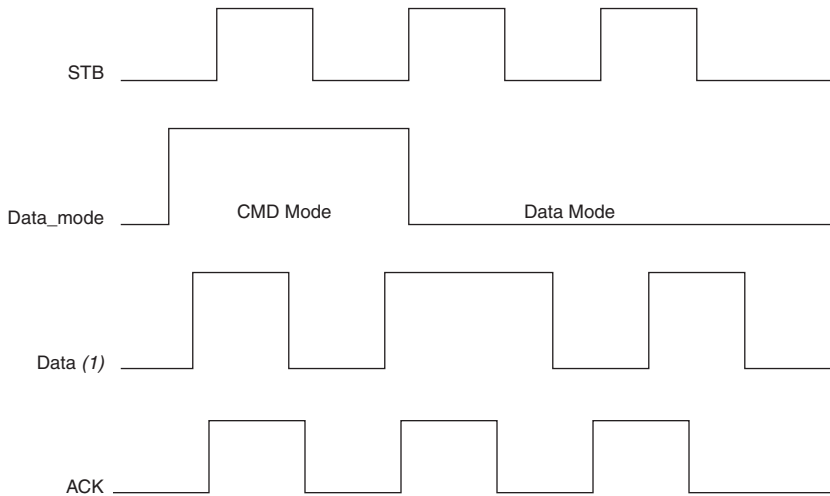 STB
Data_mode
CMD Mode
Data Mode
Data (1)
ACK